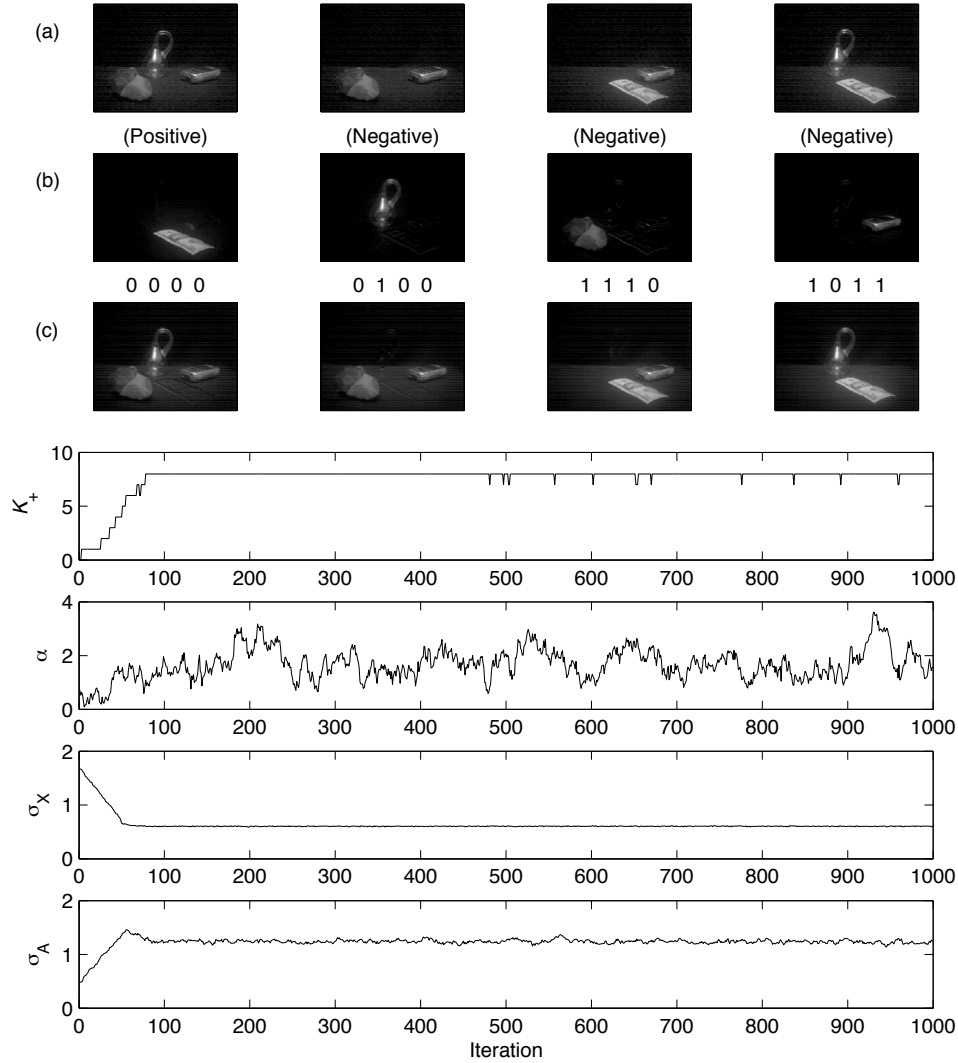 (a)
(Positive) (Negative) (Negative) (Negative)
(b)
0 0 0 0 0 1 0 0 1 1 1 0 1 0 1 1
(c)
10
5
0
K+
0 100 200 300 400 500 600 700 800 900 1000
4
2
0
α
0 100 200 300 400 500 600 700 800 900 1000
2
1
0
σX
0 100 200 300 400 500 600 700 800 900 1000
2
1
0
σA
0 100 200 300 400 500 600 700 800 900 1000
Iteration